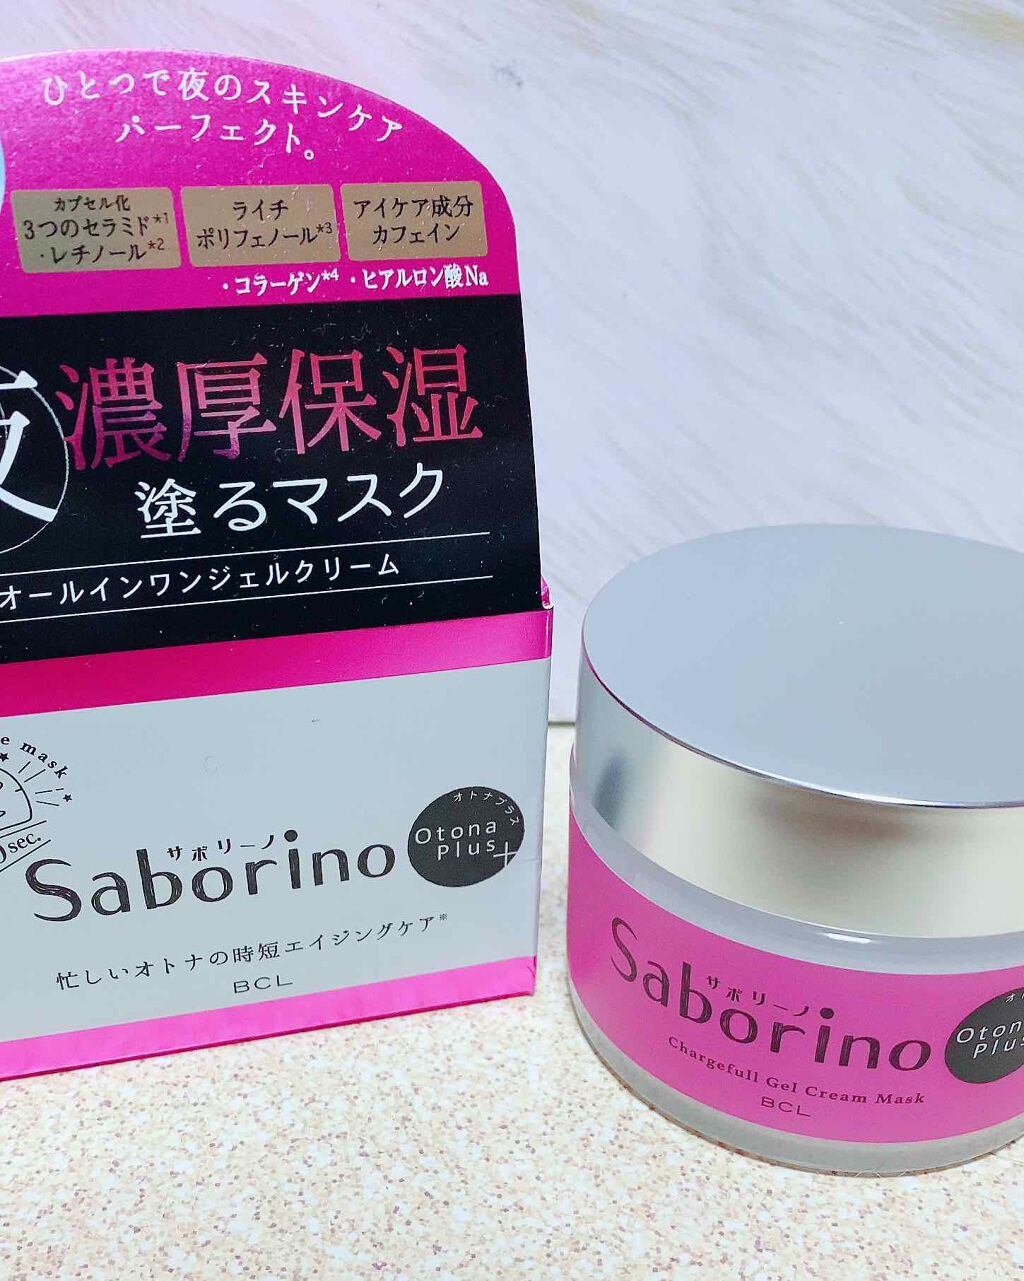 ひとつで夜のスキンケア
パーフェクト。
カプセル化
3つのセラミド*1
・レチノール*2
ライチ
ポリフェノール*3
アイケア成分
カフェイン
・コラーゲン*4 ・ヒアルロン酸Na
夜
濃厚保湿
塗るマスク
オールインワンジェルクリーム
mask
sec.
サボリーノ
Saborino
オトナプラス
Otona
Plus+
忙しいオトナの時短エイジングケア※
BCL
サボリーノ
Saborino
Otona
Plus
Chargefull Gel Cream Mask
BCL